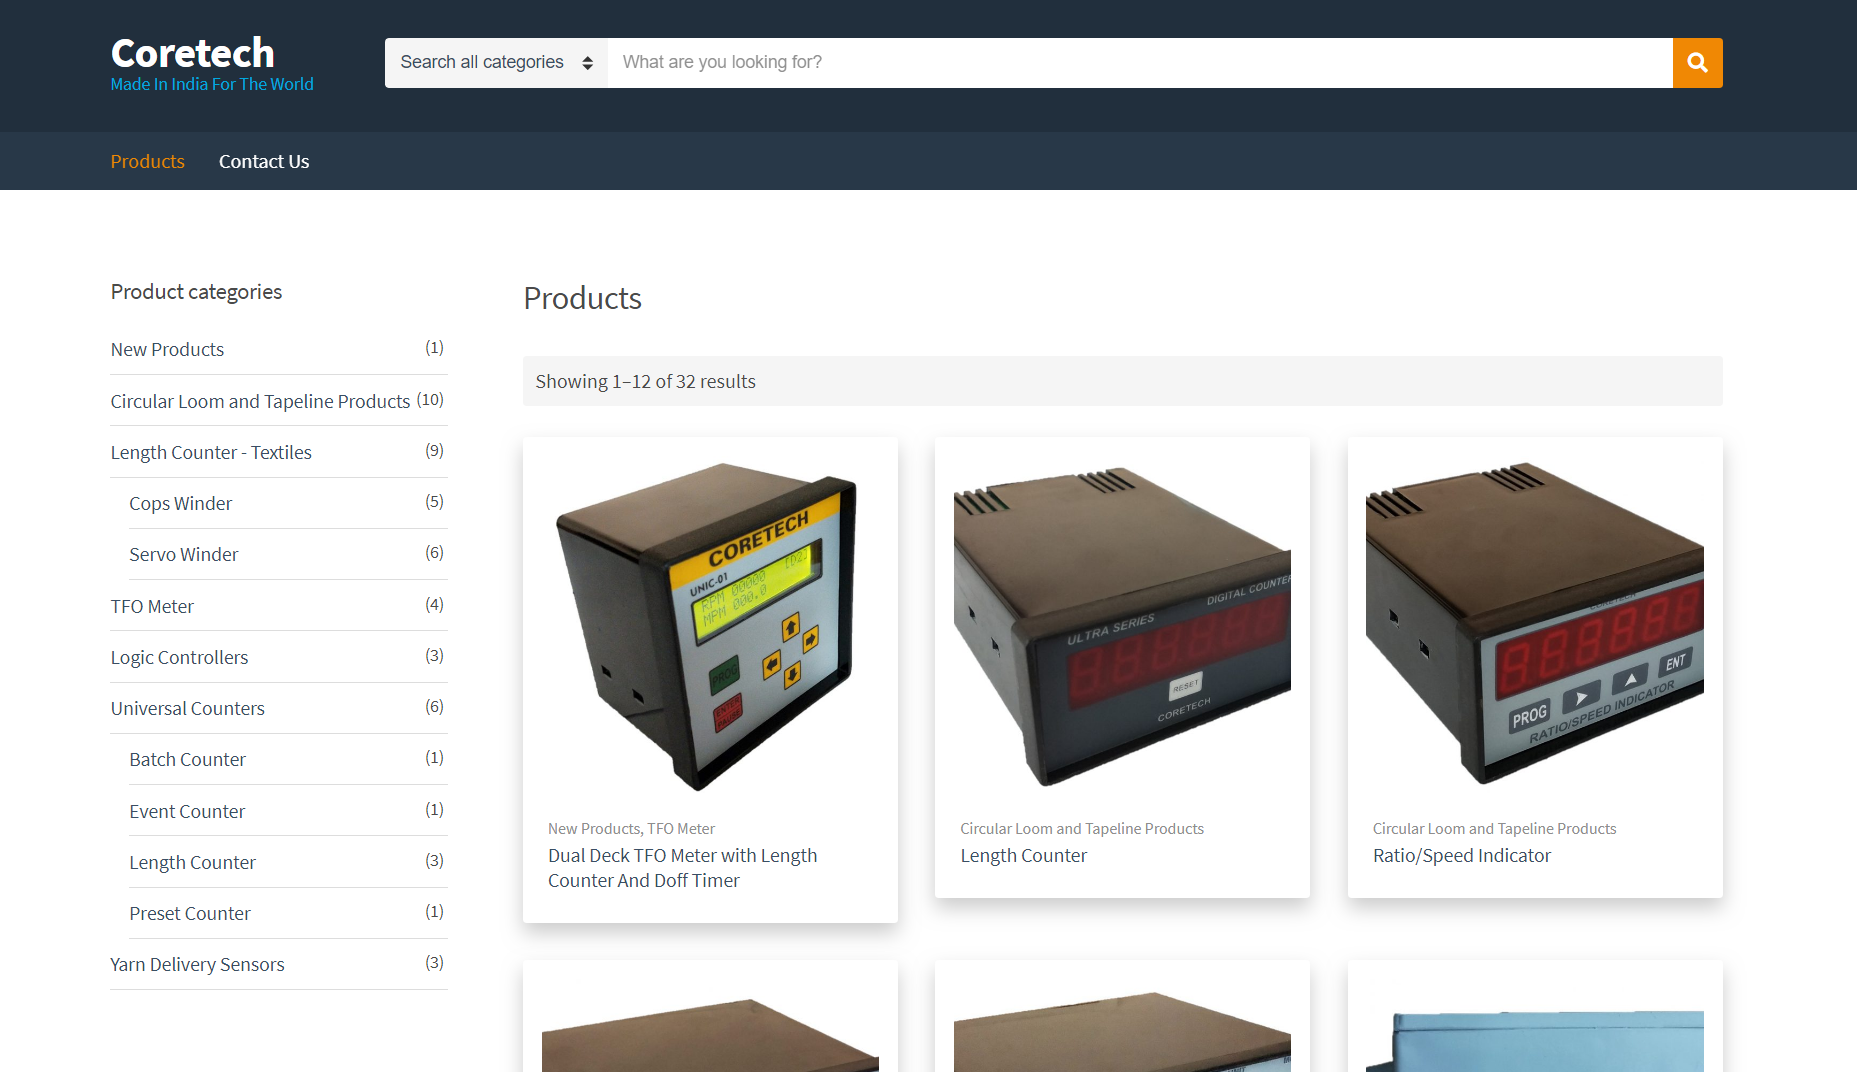 Coretech
Made In India For The World
Search all categories
What are you looking for?
Products
Contact Us
Product categories
New Products (1)
Circular Loom and Tapeline Products (10)
Length Counter - Textiles (9)
Cops Winder (5)
Servo Winder (6)
TFO Meter (4)
Logic Controllers (3)
Universal Counters (6)
Batch Counter (1)
Event Counter (1)
Length Counter (3)
Preset Counter (1)
Yarn Delivery Sensors (3)
Products
Showing 1–12 of 32 results
CORETECH
UNIC-01
RPM 00000 [D2]
MPM 000.0
PROG
ENTER
PAUSE
New Products, TFO Meter
Dual Deck TFO Meter with Length
Counter And Doff Timer
DIGITAL COUNTER
ULTRA SERIES
RESET
CORETECH
Circular Loom and Tapeline Products
Length Counter
CORETECH
PROG
ENT
RATIO/SPEED INDICATOR
Circular Loom and Tapeline Products
Ratio/Speed Indicator